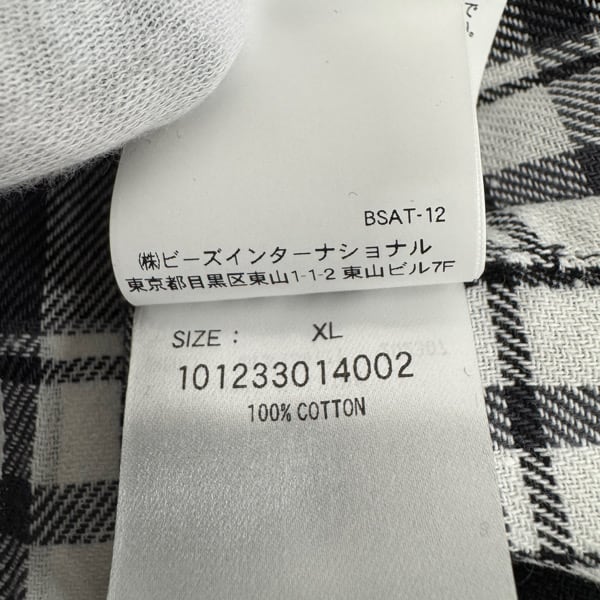 BSAT-12
㈱ビーズインターナショナル
東京都目黒区東山1-1-2 東山ビル7F
SIZE : XL
101233014002
100% COTTON